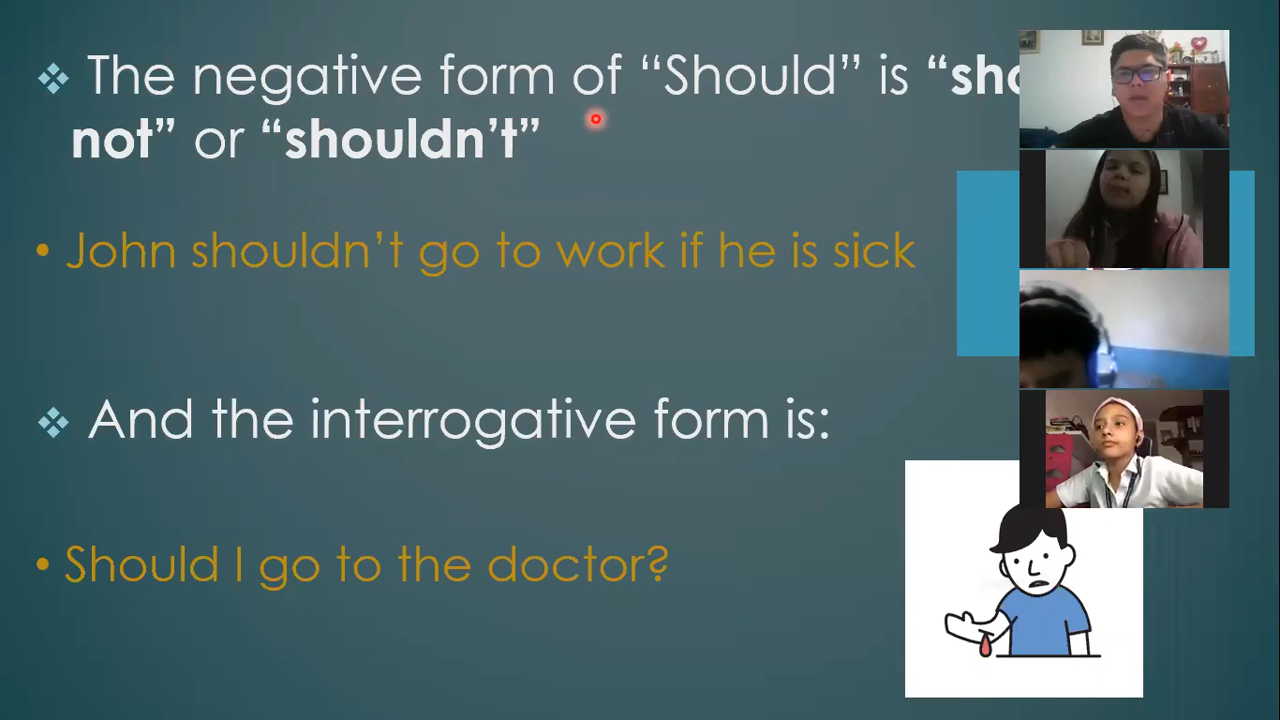 The negative form of “Should” is “sho
not” or “shouldn’t”
John shouldn’t go to work if he is sick
And the interrogative form is:
Should I go to the doctor?